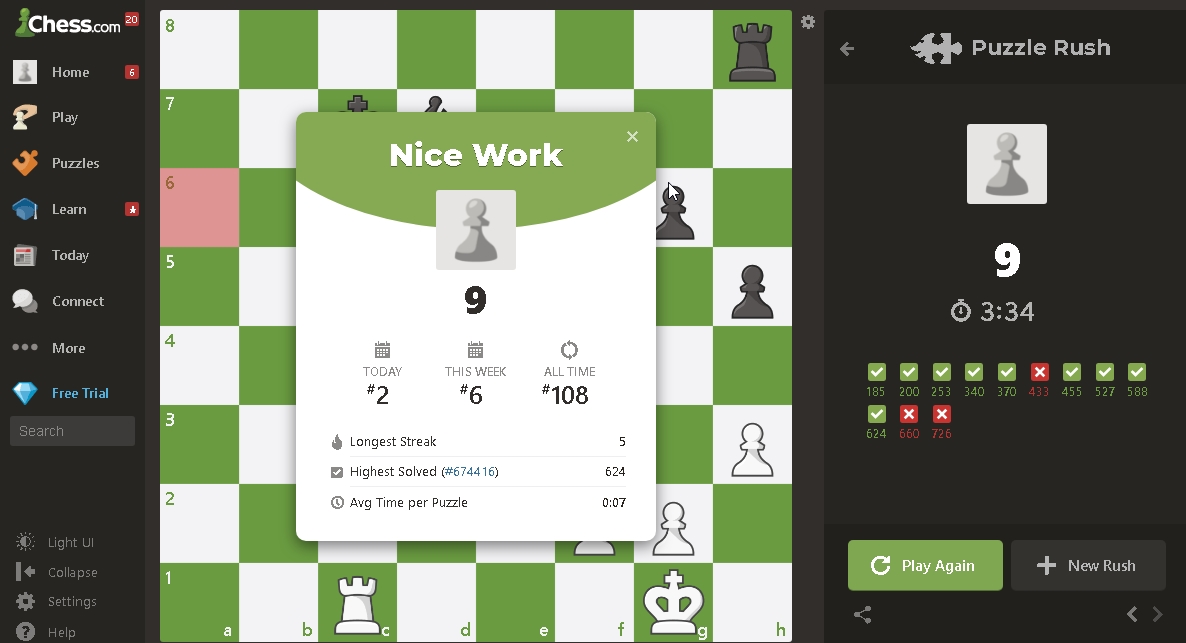 Chess.com 20
Home 6
Play
Puzzles
Learn
Today
Connect
More
Free Trial
Search
Light UI
Collapse
Settings
Help
8
7
6
5
4
3
2
1
a b c d e f g h
Nice Work
9
TODAY THIS WEEK ALL TIME
#2 #6 #108
Longest Streak 5
Highest Solved (#674416) 624
Avg Time per Puzzle 0:07
Puzzle Rush
9
3:34
185 200 253 340 370 433 455 527 588
624 660 726
Play Again New Rush